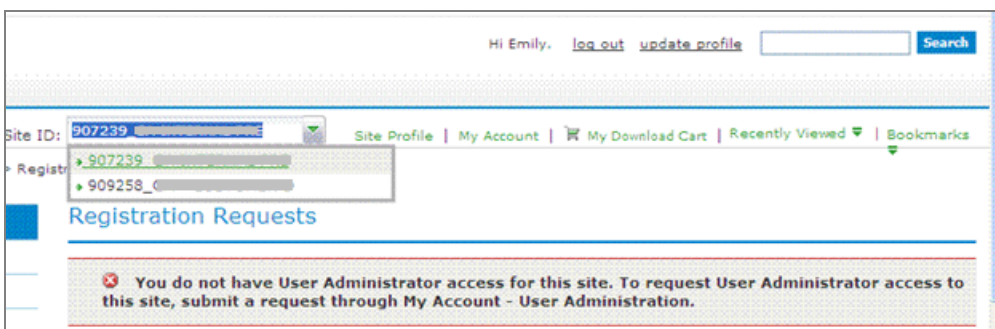 Hi Emily. log out update profile Search
Site ID: 907239_ Site Profile | My Account | My Download Cart | Recently Viewed | Bookmarks
907239_
909258_
Registration Requests
You do not have User Administrator access for this site. To request User Administrator access to
this site, submit a request through My Account - User Administration.